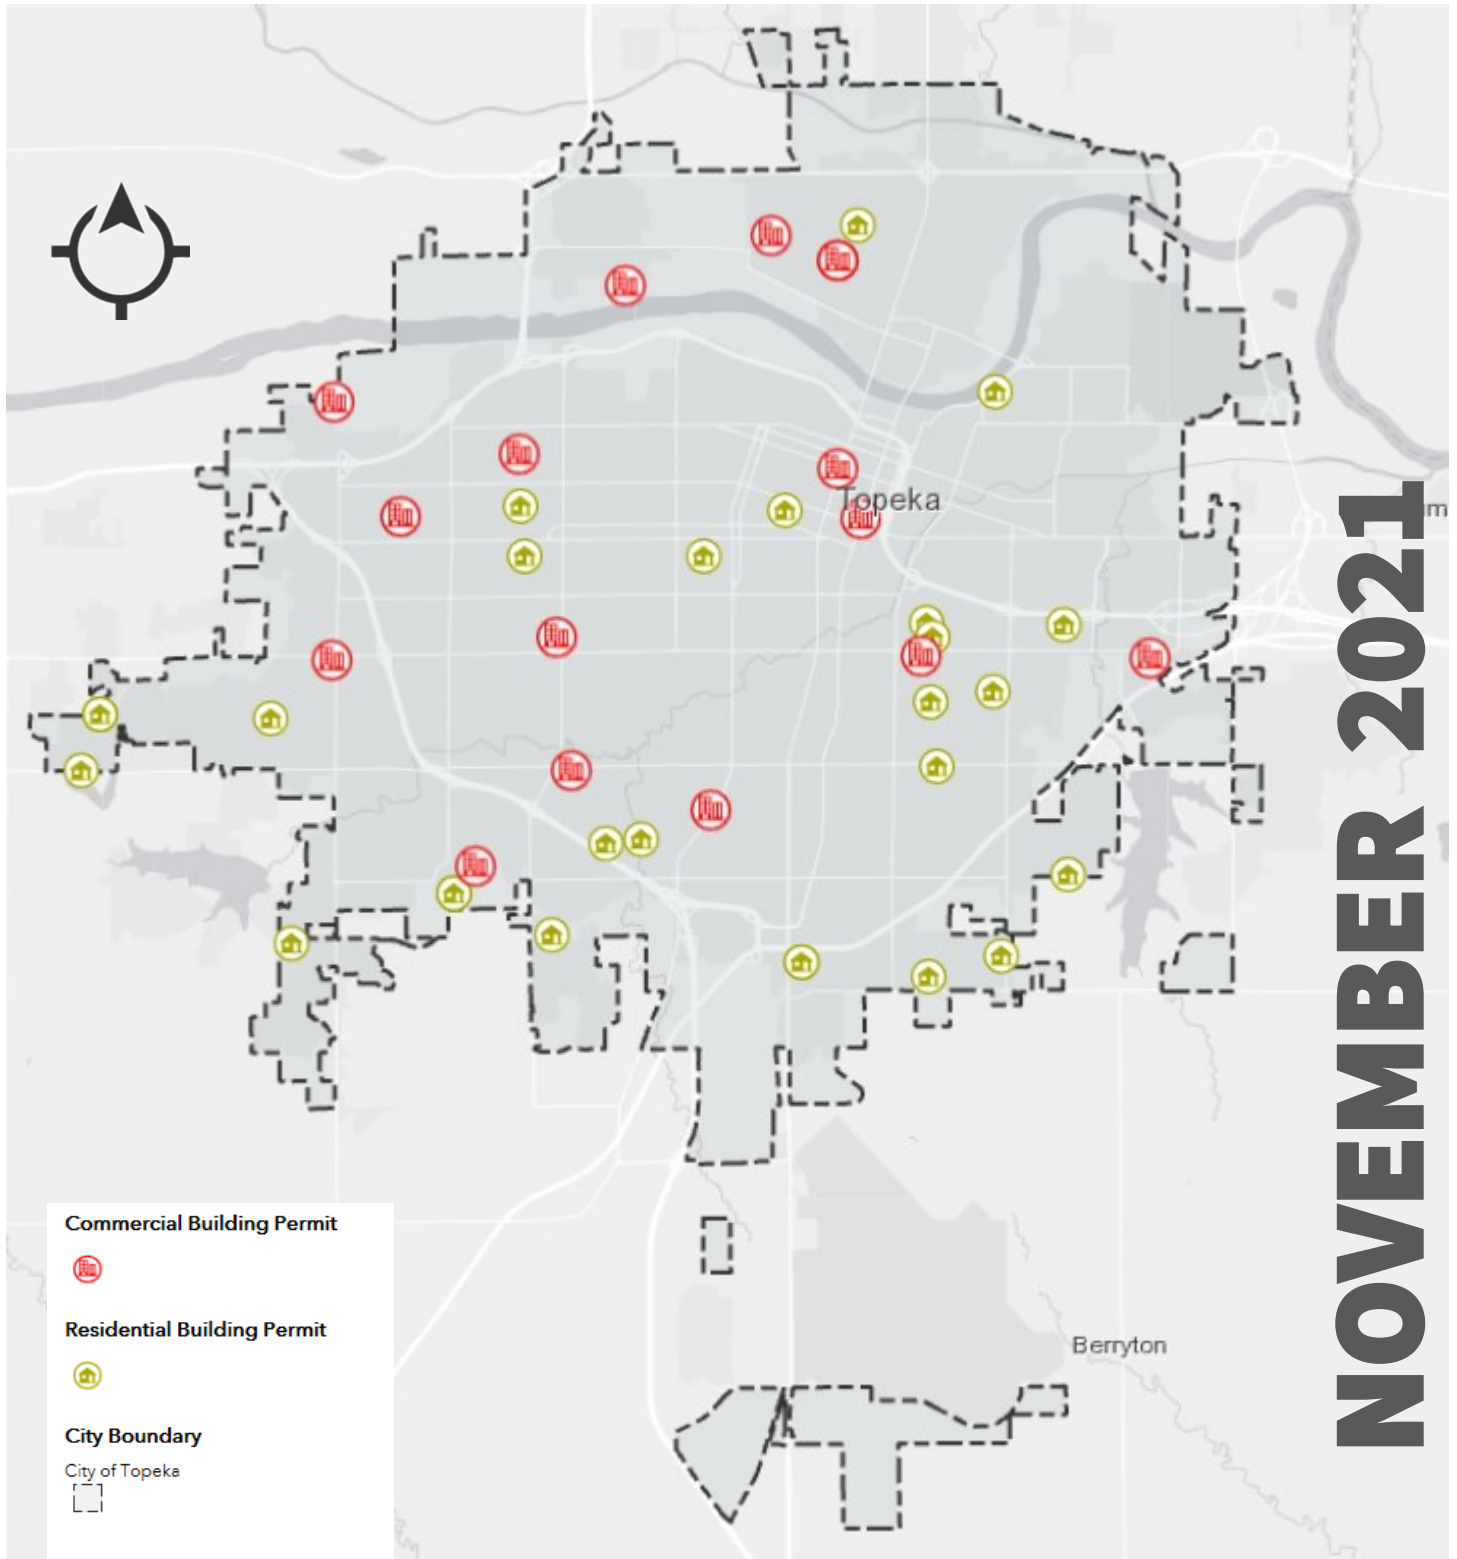 Topeka
NOVEMBER 2021
Commercial Building Permit
Residential Building Permit
Berryton
City Boundary
City of Topeka